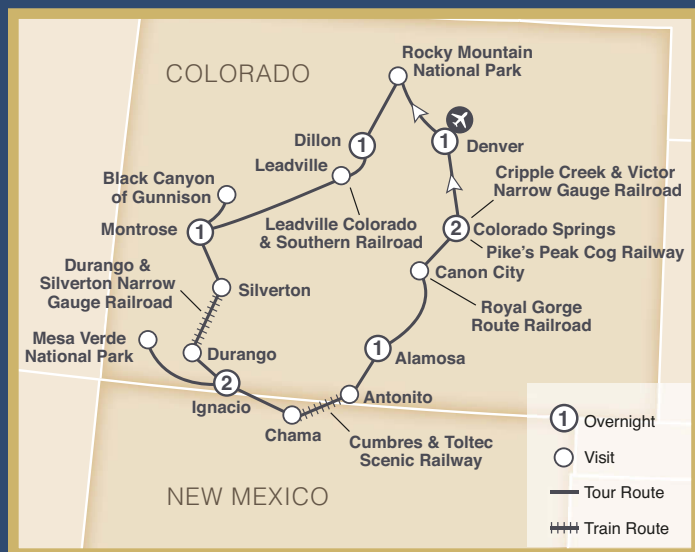 Rocky Mountain
National Park
COLORADO
1
Denver
Dillon
1
Leadville
Cripple Creek & Victor
Narrow Gauge Railroad
Black Canyon
of Gunnison
Leadville Colorado
& Southern Railroad
2
Colorado Springs
Pike's Peak Cog Railway
Montrose
1
Durango &
Silverton Narrow
Gauge Railroad
Silverton
Canon City
Royal Gorge
Route Railroad
Mesa Verde
National Park
Durango
1
Alamosa
2
Ignacio
Antonito
Chama
Cumbres & Toltec
Scenic Railway
NEW MEXICO
1
Overnight
Visit
Tour Route
Train Route